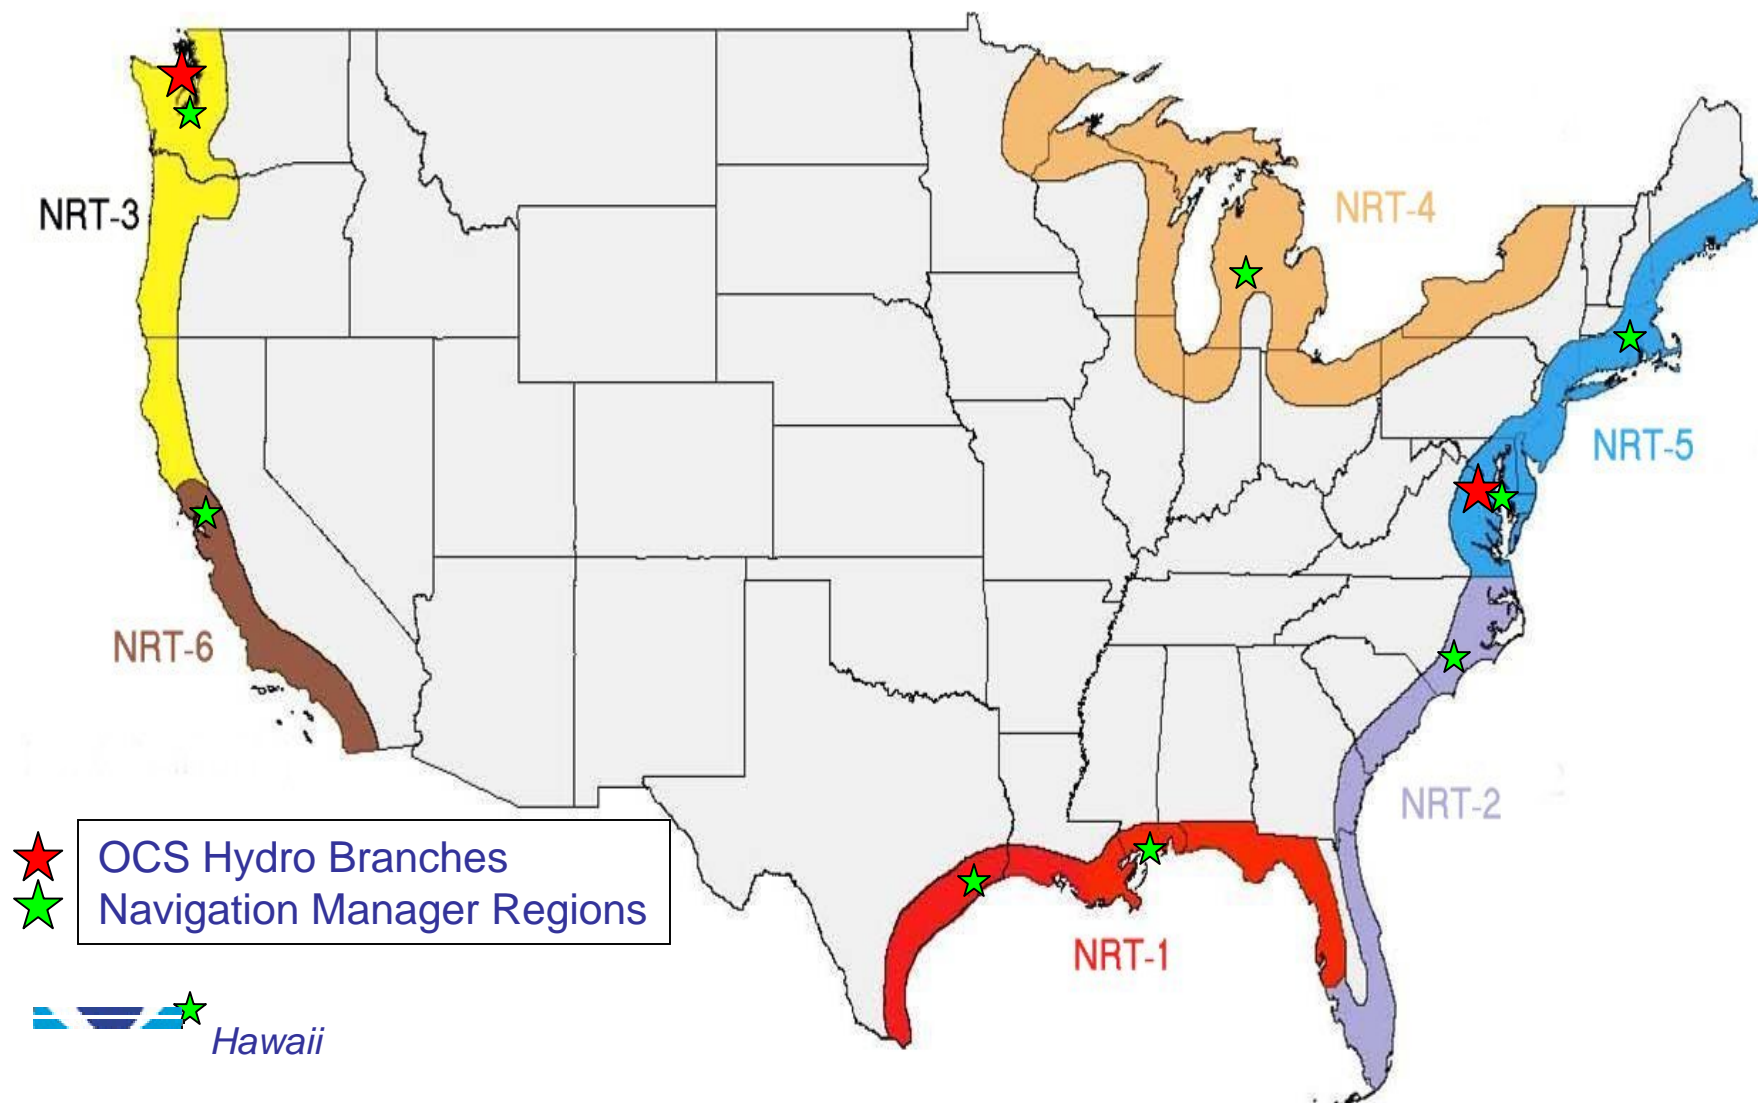 NRT-3
NRT-4
NRT-5
NRT-6
NRT-2
OCS Hydro Branches
Navigation Manager Regions
NRT-1
Hawaii